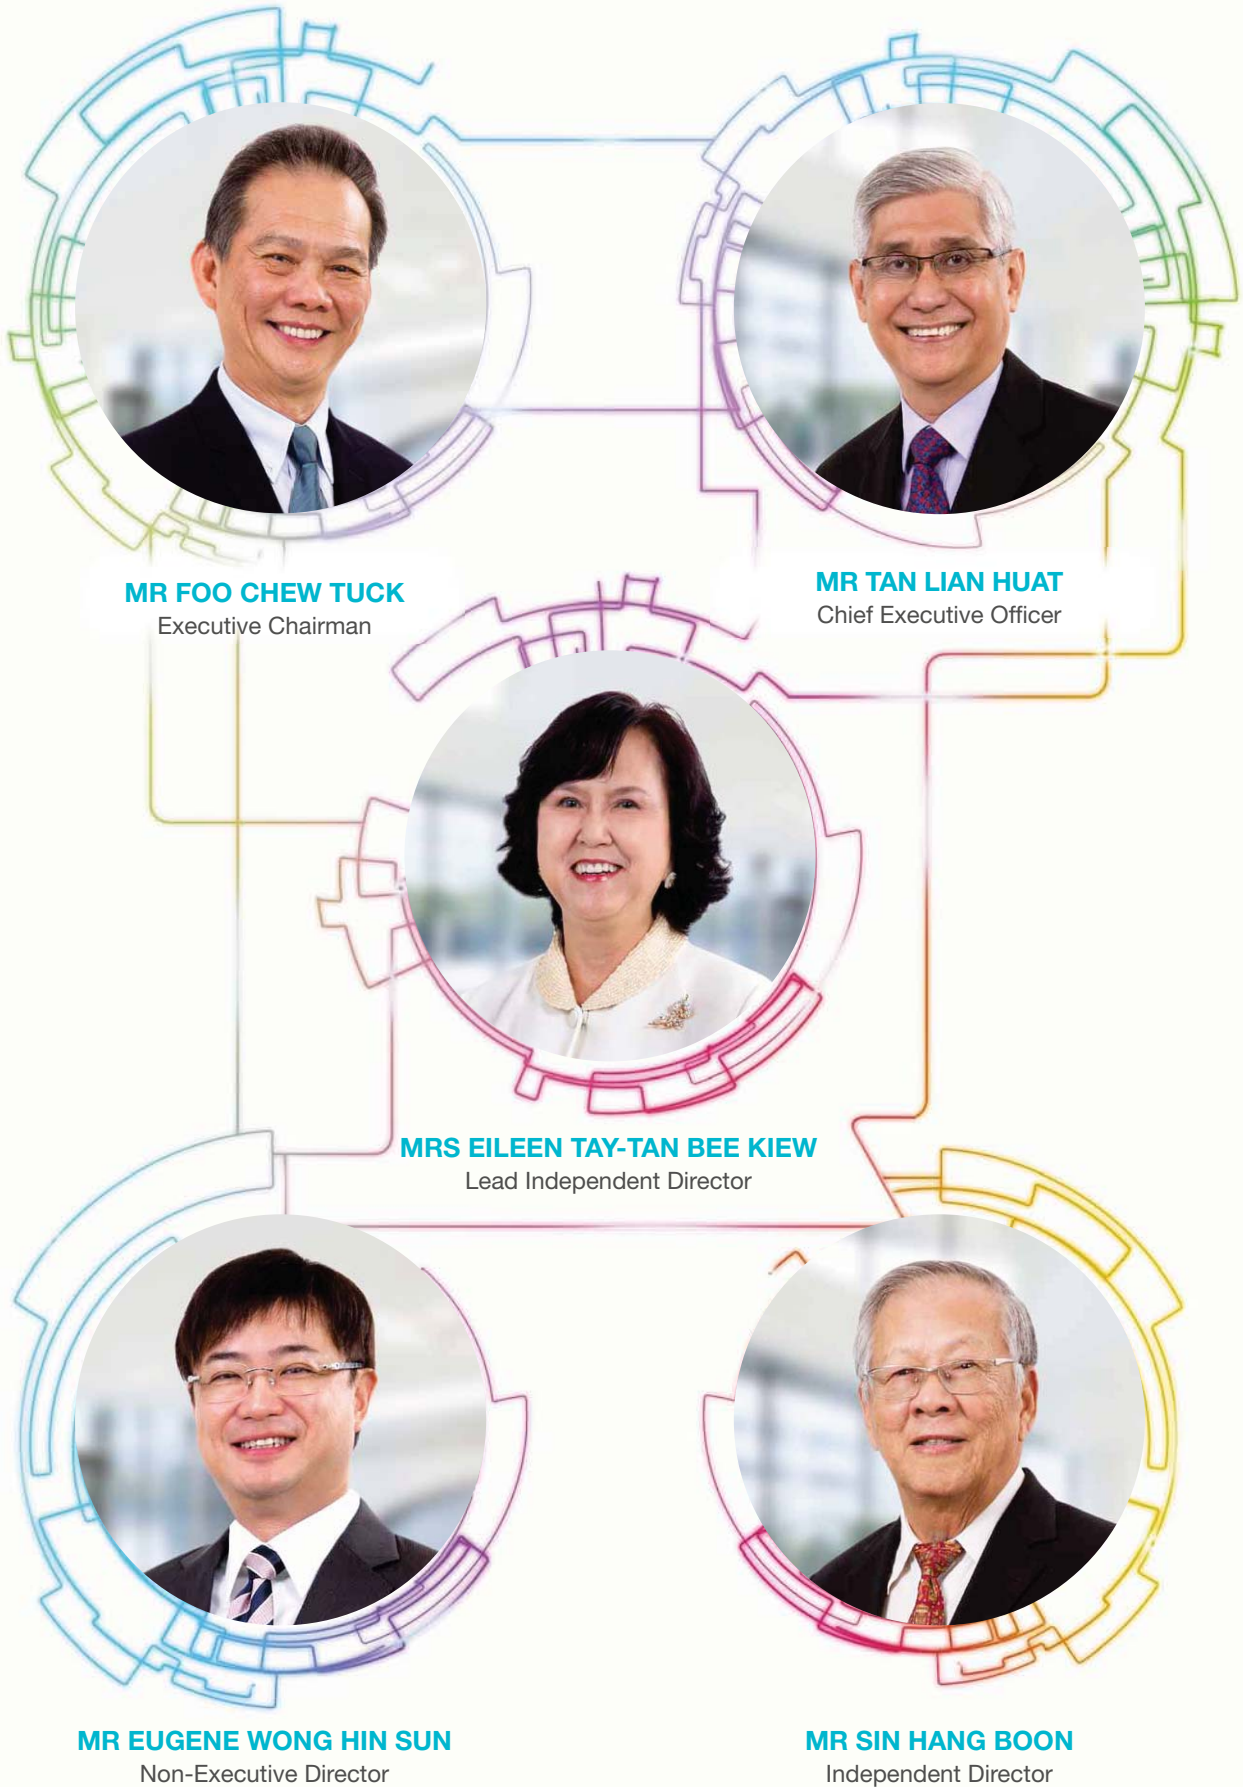 MR FOO CHEW TUCK
Executive Chairman
MR TAN LIAN HUAT
Chief Executive Officer
MRS EILEEN TAY-TAN BEE KIEW
Lead Independent Director
MR EUGENE WONG HIN SUN
Non-Executive Director
MR SIN HANG BOON
Independent Director